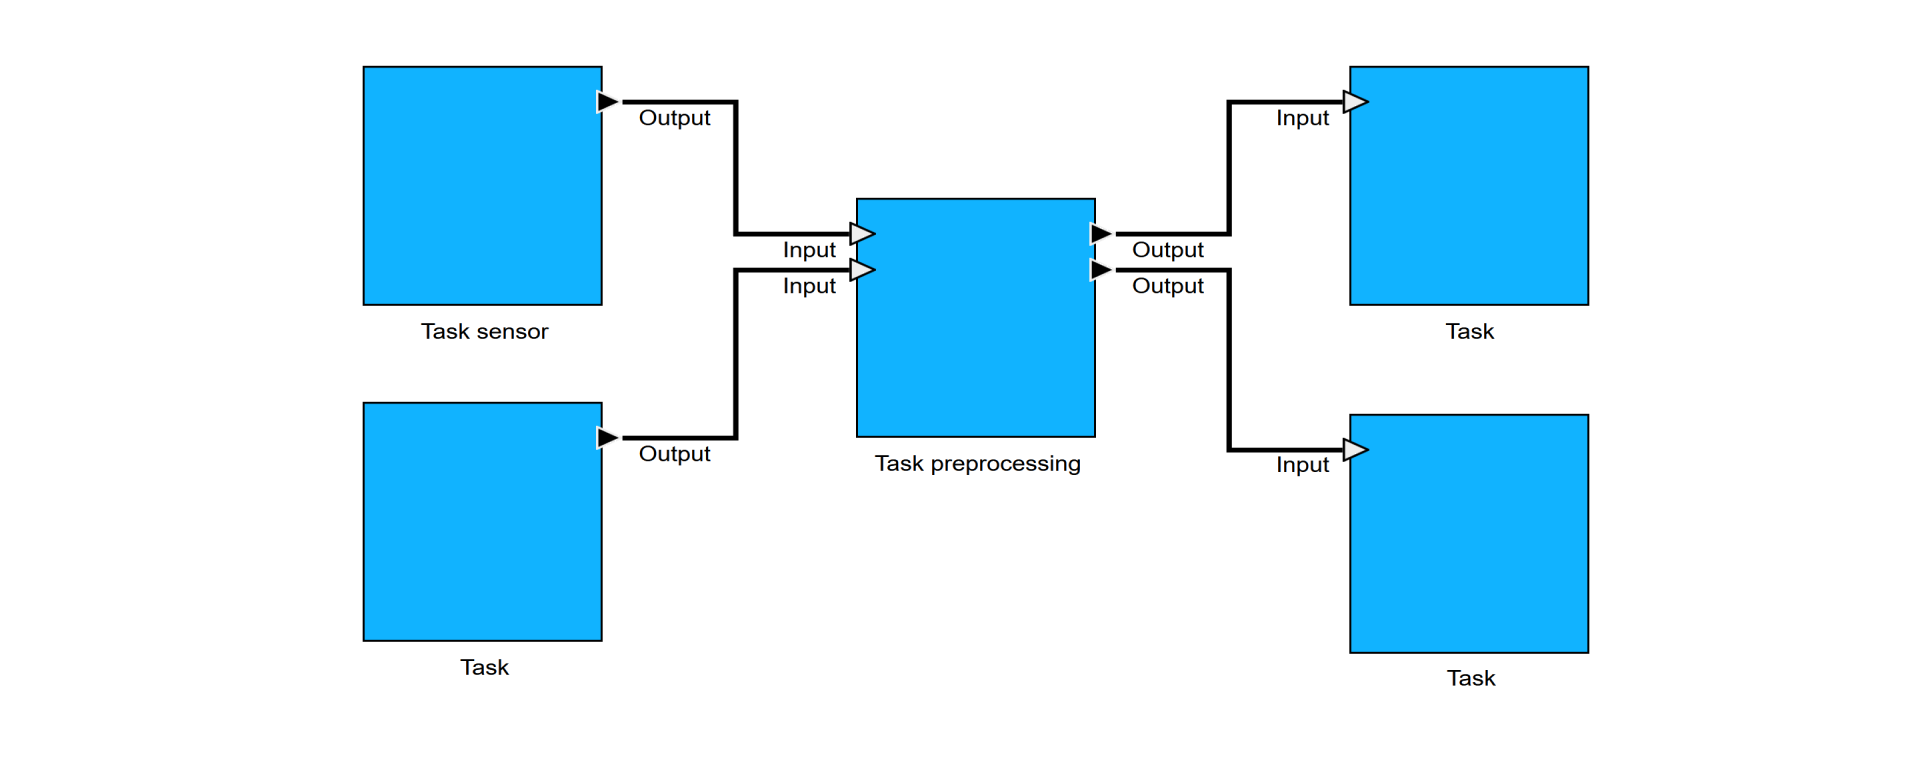 Output
Input
Input
Input
Output
Output
Task sensor
Task
Output
Input
Task preprocessing
Task
Task